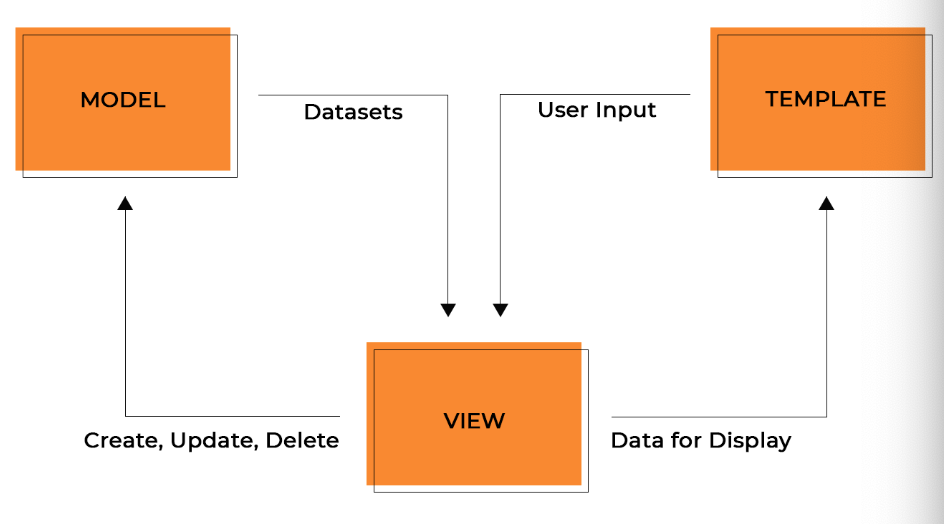 MODEL
Datasets
User Input
TEMPLATE
Create, Update, Delete
VIEW
Data for Display